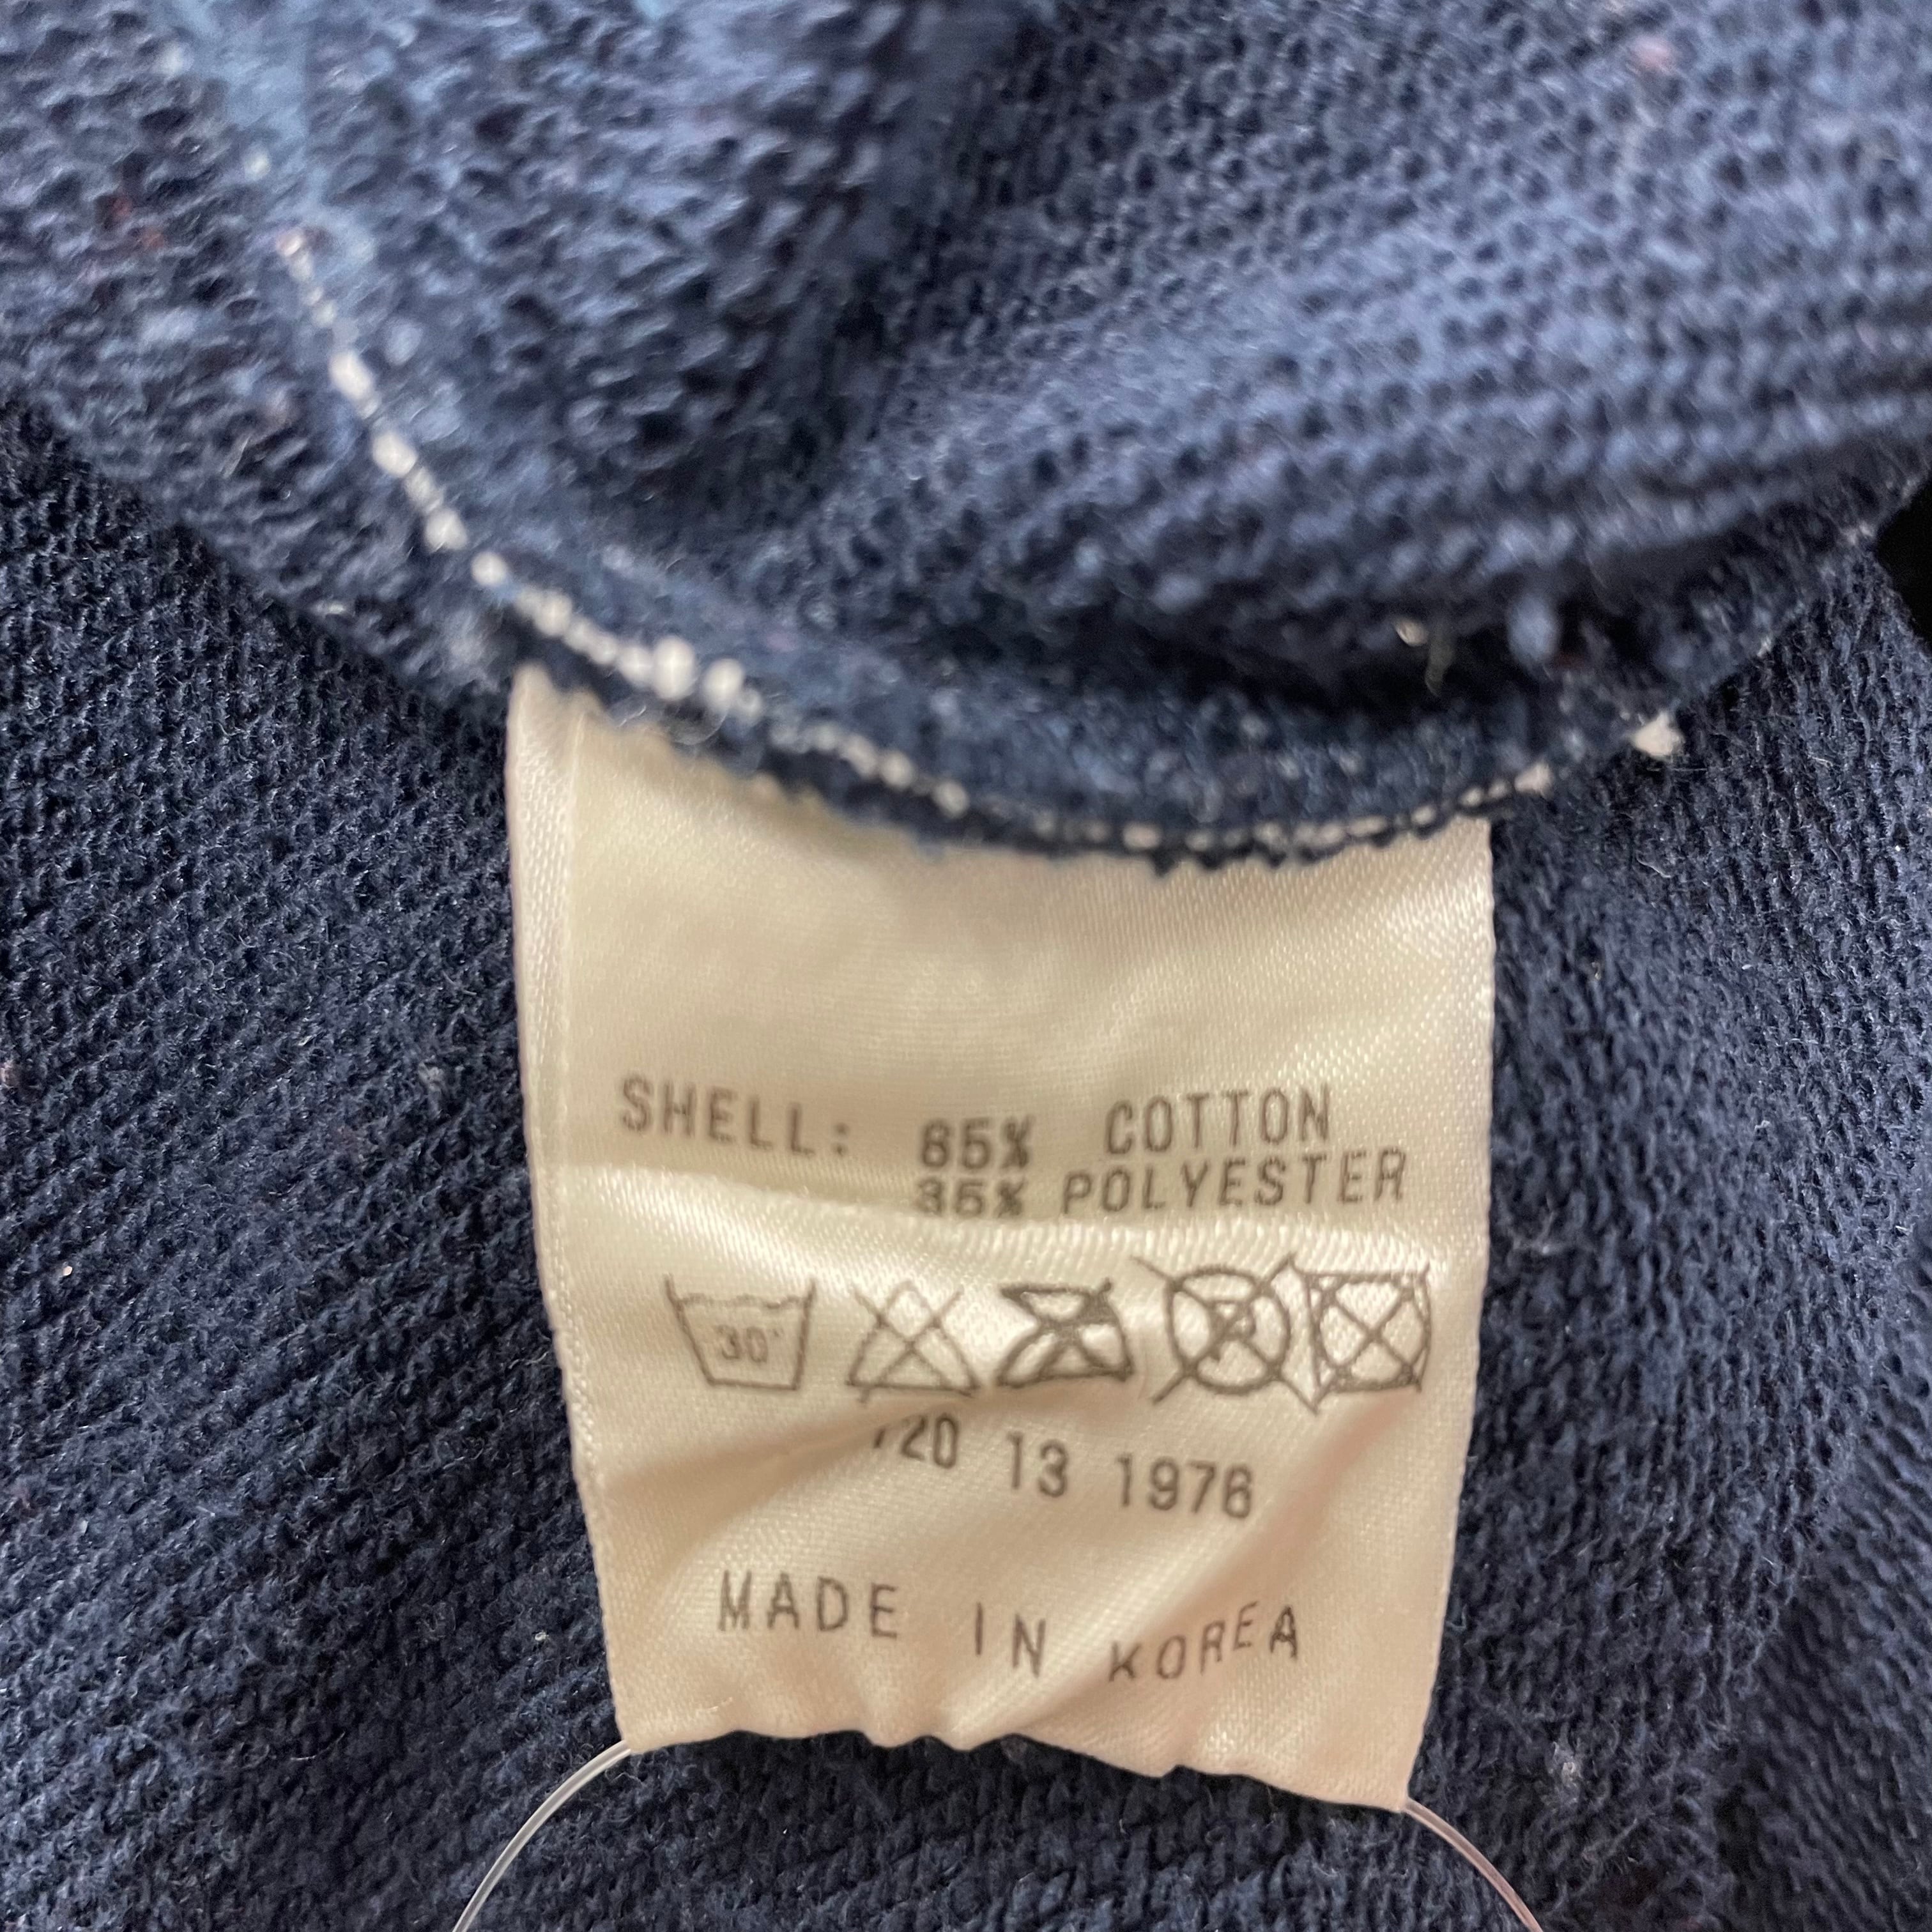 SHELL: 65% COTTON
35% POLYESTER
30°
P
720 13 1976
MADE IN KOREA